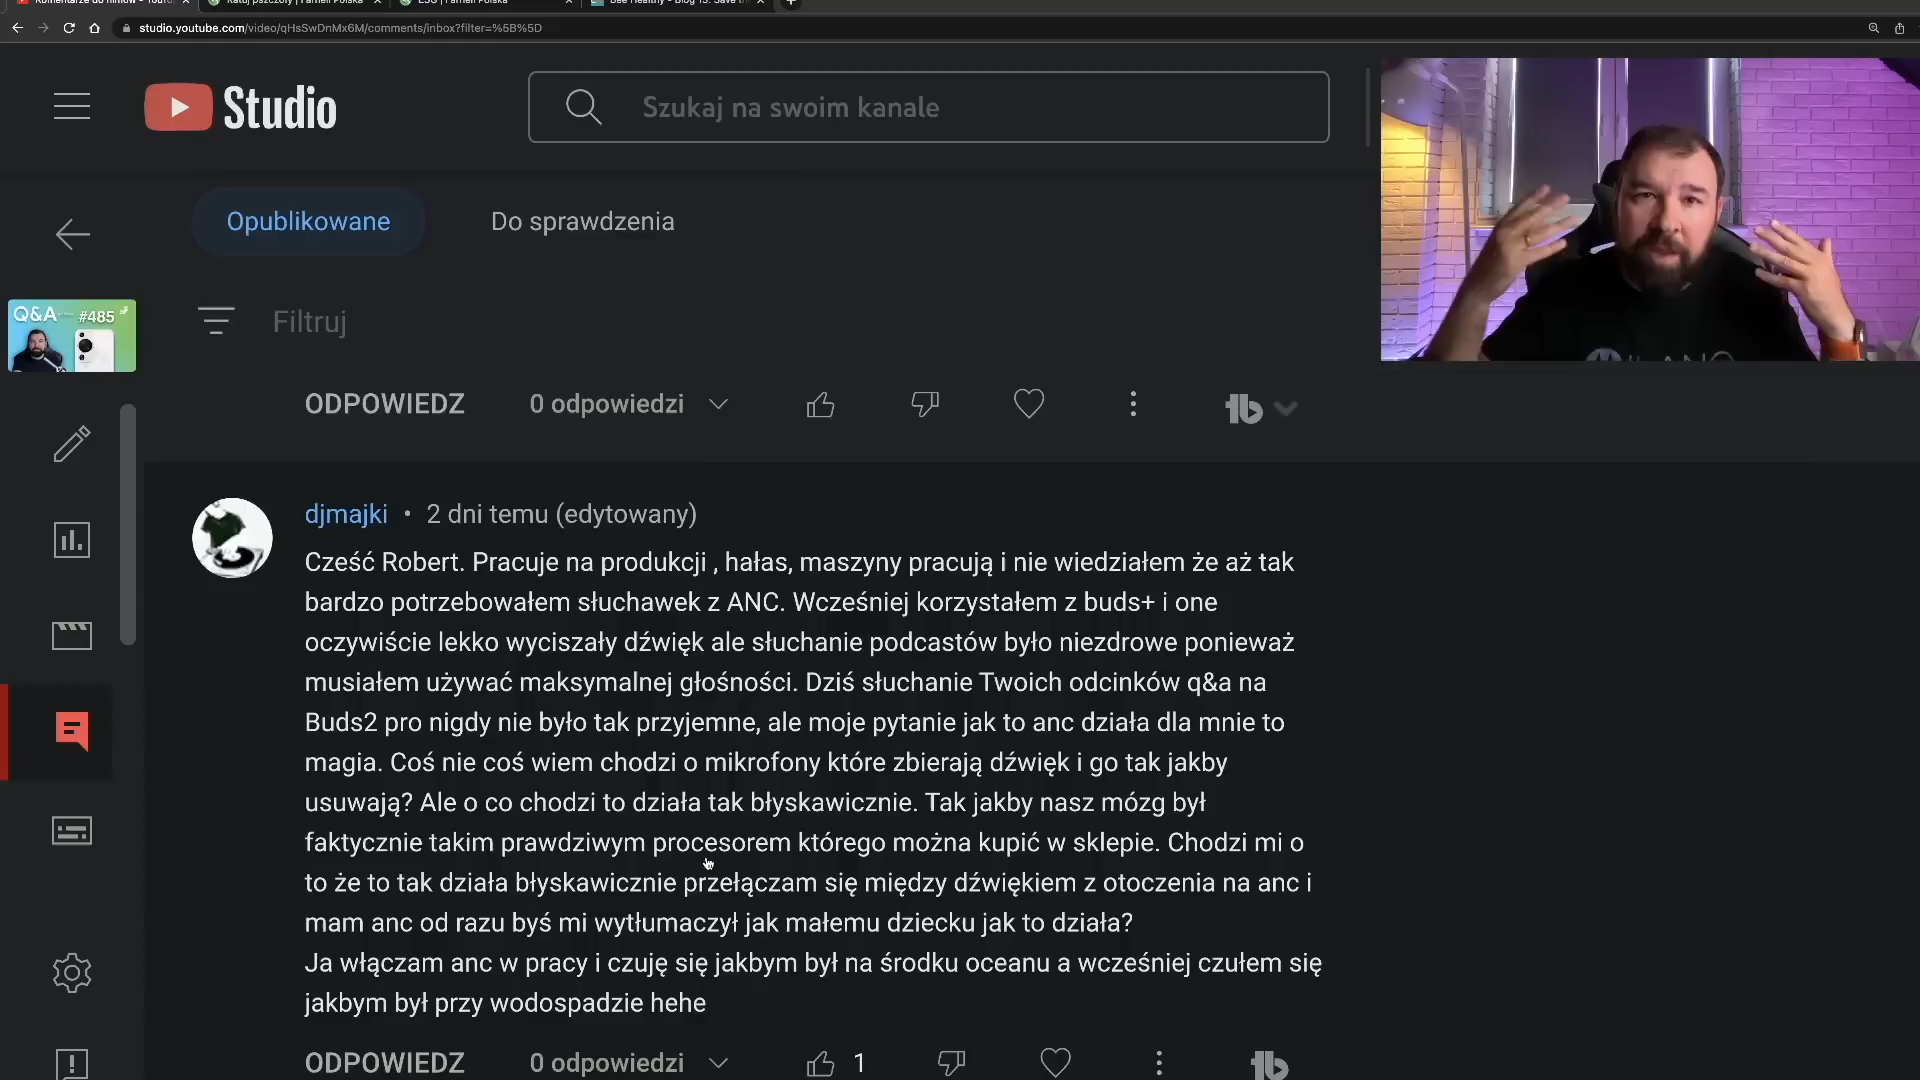 studio.youtube.com/video/qHsSwDnMx6M/comments/inbox?filter=%5B%5D
Studio
Szukaj na swoim kanale
Opublikowane
Do sprawdzenia
Q&A #485
Filtruj
ODPOWIEDZ
0 odpowiedzi
djmajki • 2 dni temu (edytowany)
Cześć Robert. Pracuje na produkcji , hałas, maszyny pracują i nie wiedziałem że aż tak
bardzo potrzebowałem słuchawek z ANC. Wcześniej korzystałem z buds+ i one
oczywiście lekko wyciszały dźwięk ale słuchanie podcastów było niezdrowe ponieważ
musiałem używać maksymalnej głośności. Dziś słuchanie Twoich odcinków q&a na
Buds2 pro nigdy nie było tak przyjemne, ale moje pytanie jak to anc działa dla mnie to
magia. Coś nie coś wiem chodzi o mikrofony które zbierają dźwięk i go tak jakby
usuwają? Ale o co chodzi to działa tak błyskawicznie. Tak jakby nasz mózg był
faktycznie takim prawdziwym procesorem którego można kupić w sklepie. Chodzi mi o
to że to tak działa błyskawicznie przełączam się między dźwiękiem z otoczenia na anc i
mam anc od razu byś mi wytłumaczył jak małemu dziecku jak to działa?
Ja włączam anc w pracy i czuję się jakbym był na środku oceanu a wcześniej czułem się
jakbym był przy wodospadzie hehe
ODPOWIEDZ
0 odpowiedzi
1